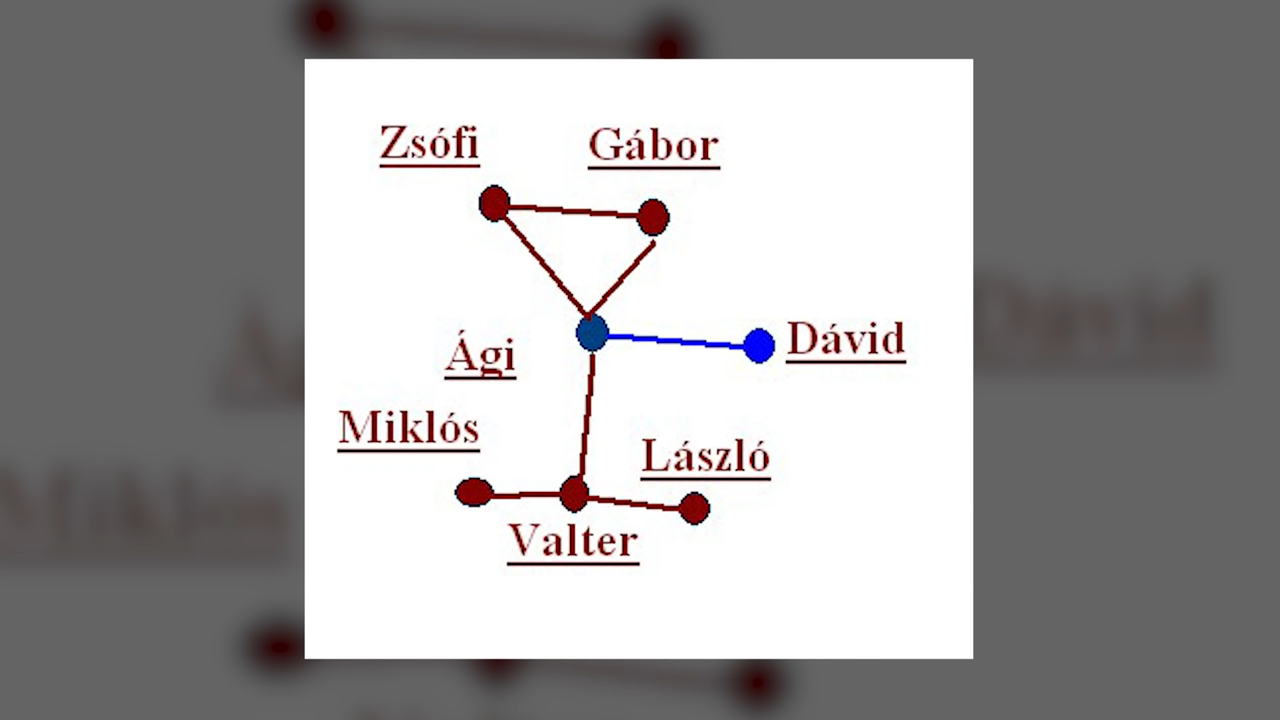 Zsófi
Gábor
Dávid
Ági
Miklós
László
Valter